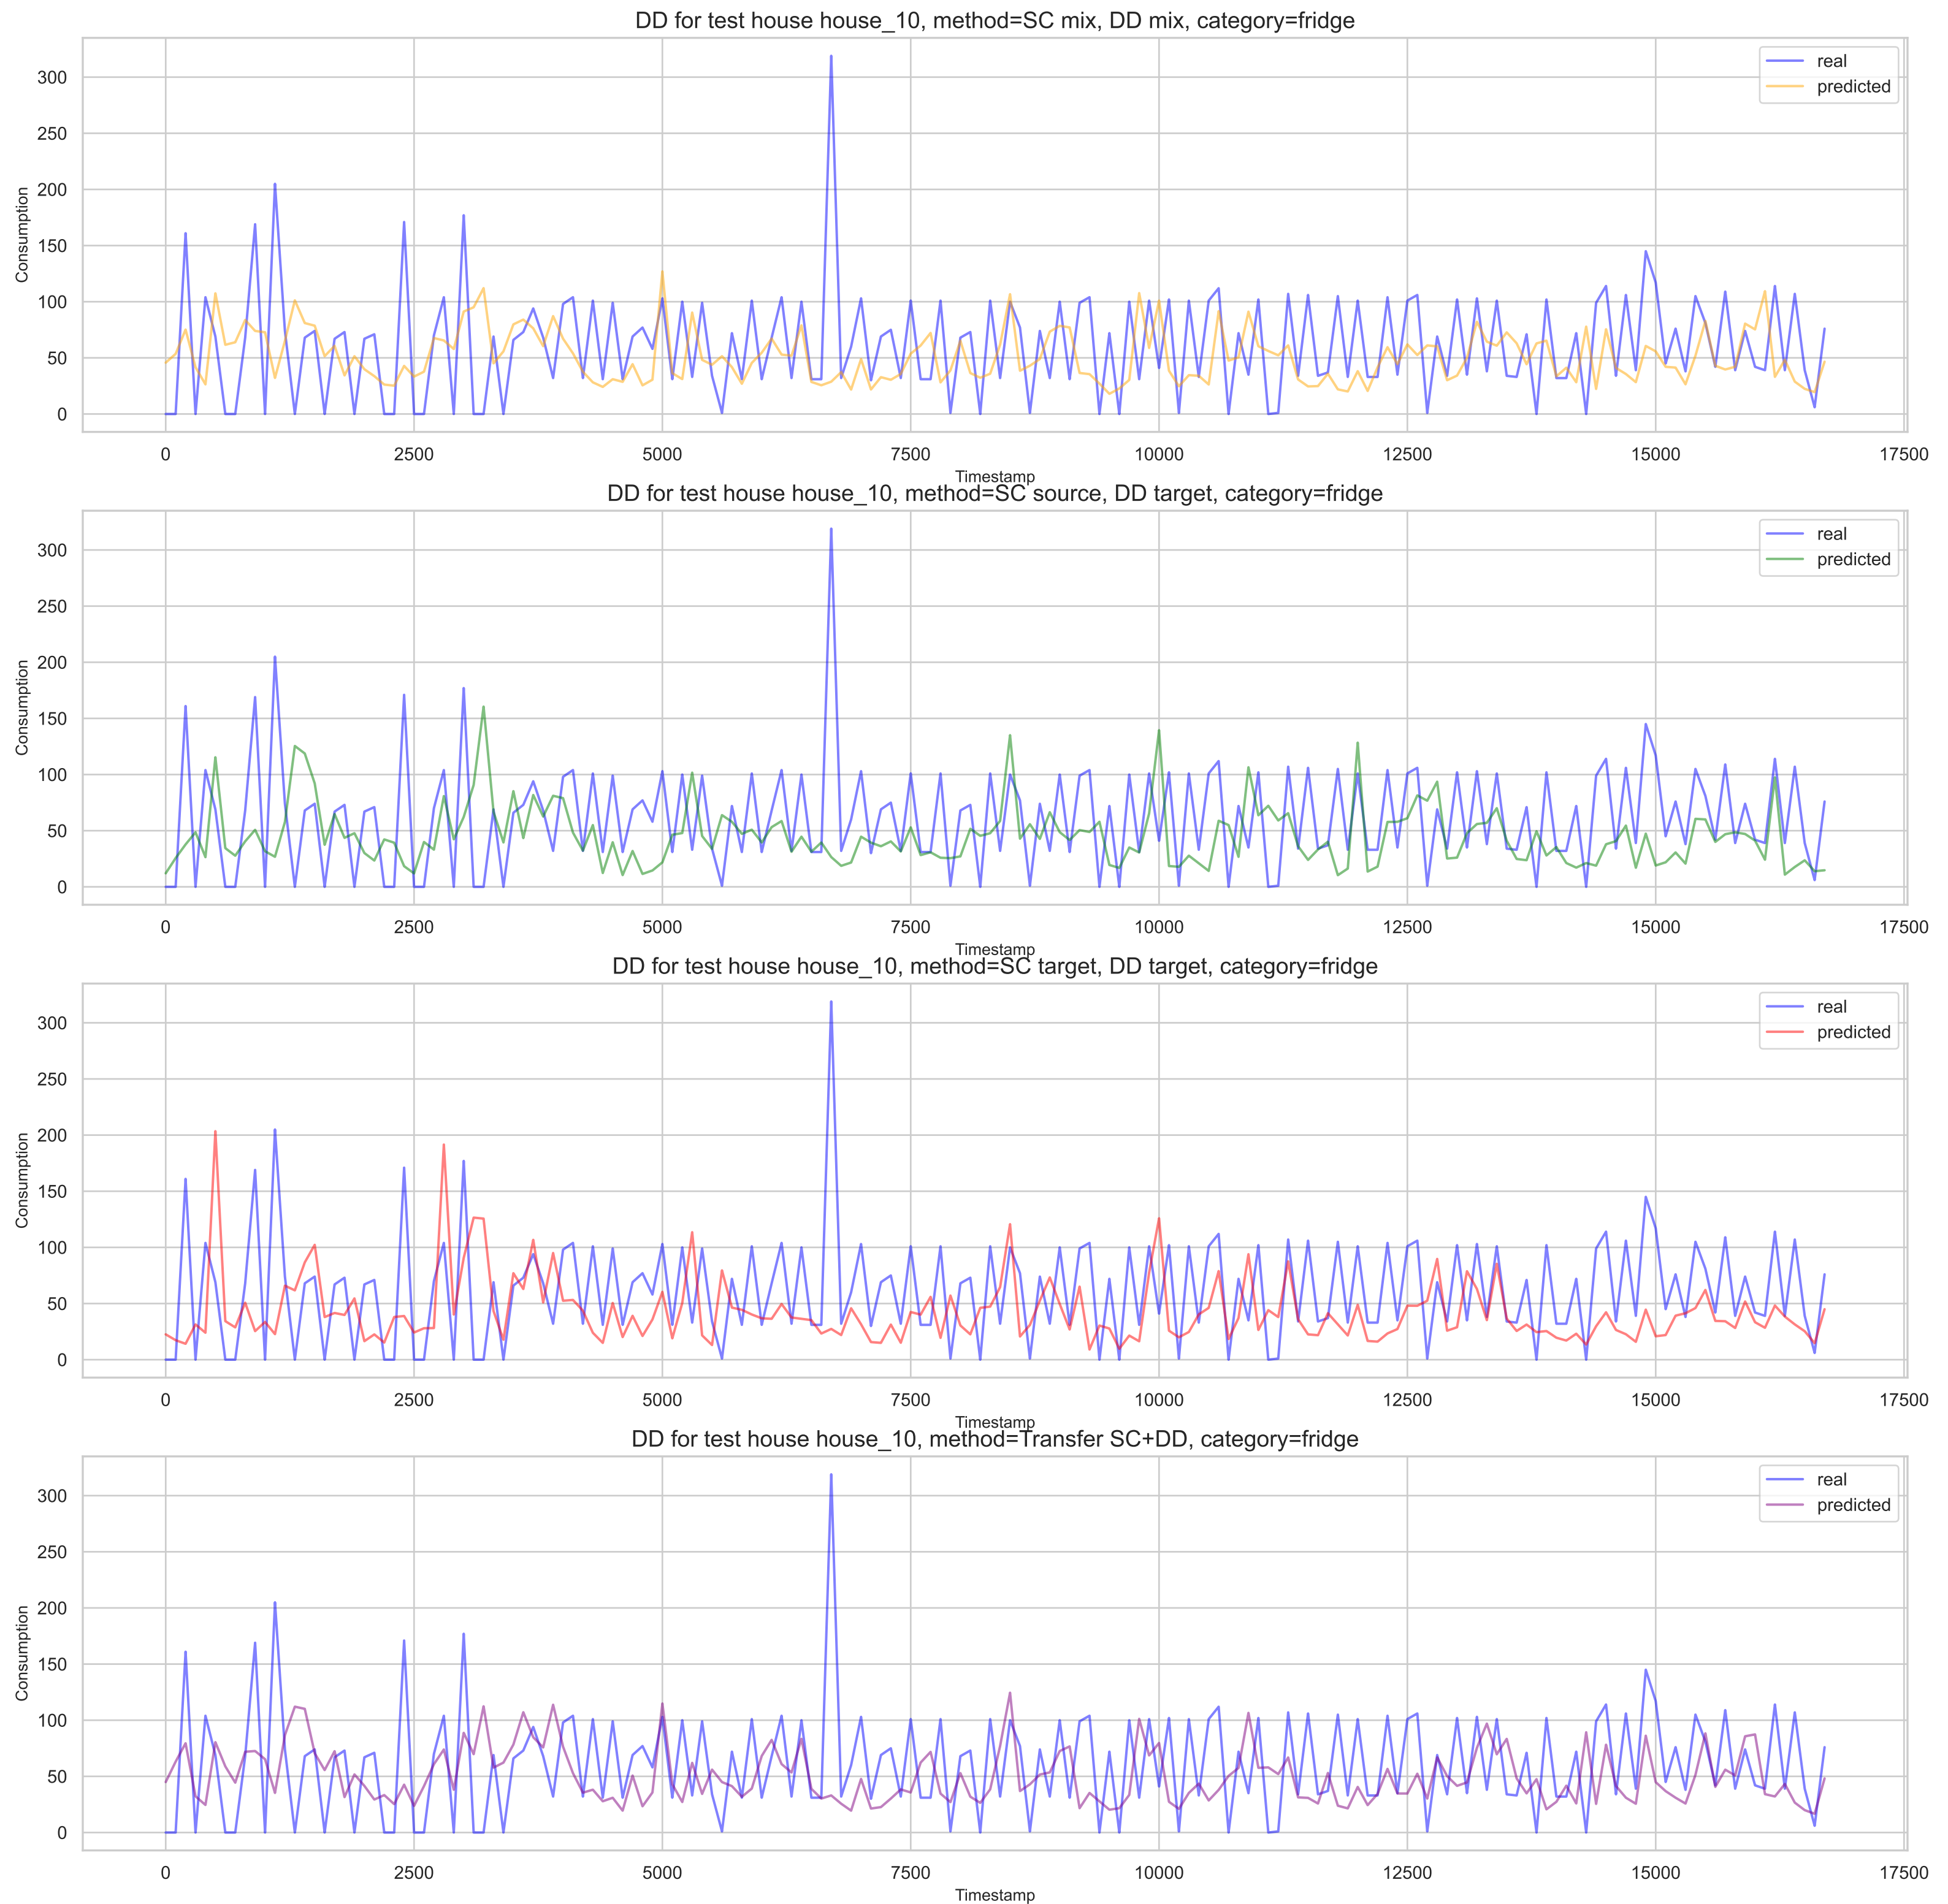 DD for test house house_10, method=SC mix, DD mix, category=fridge
real
predicted
300
250
200
150
100
50
0
Consumption
0 2500 5000 7500 10000 12500 15000 17500
Timestamp
DD for test house house_10, method=SC source, DD target, category=fridge
real
predicted
300
250
200
150
100
50
0
Consumption
0 2500 5000 7500 10000 12500 15000 17500
Timestamp
DD for test house house_10, method=SC target, DD target, category=fridge
real
predicted
300
250
200
150
100
50
0
Consumption
0 2500 5000 7500 10000 12500 15000 17500
Timestamp
DD for test house house_10, method=Transfer SC+DD, category=fridge
real
predicted
300
250
200
150
100
50
0
Consumption
0 2500 5000 7500 10000 12500 15000 17500
Timestamp